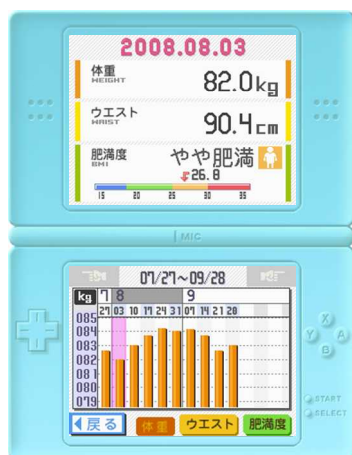 2008.08.03
体重
WEIGHT
82.0kg
ウエスト
WAIST
90.4cm
肥満度
BMI
やや肥満
26.8
15 20 25 30 35
MIC
07/27～09/28
kg 7 8 9
27 03 10 17 24 31 07 14 21 28
085
084
083
082
081
080
079
戻る 体重 ウエスト 肥満度
X
Y A
B
START
SELECT